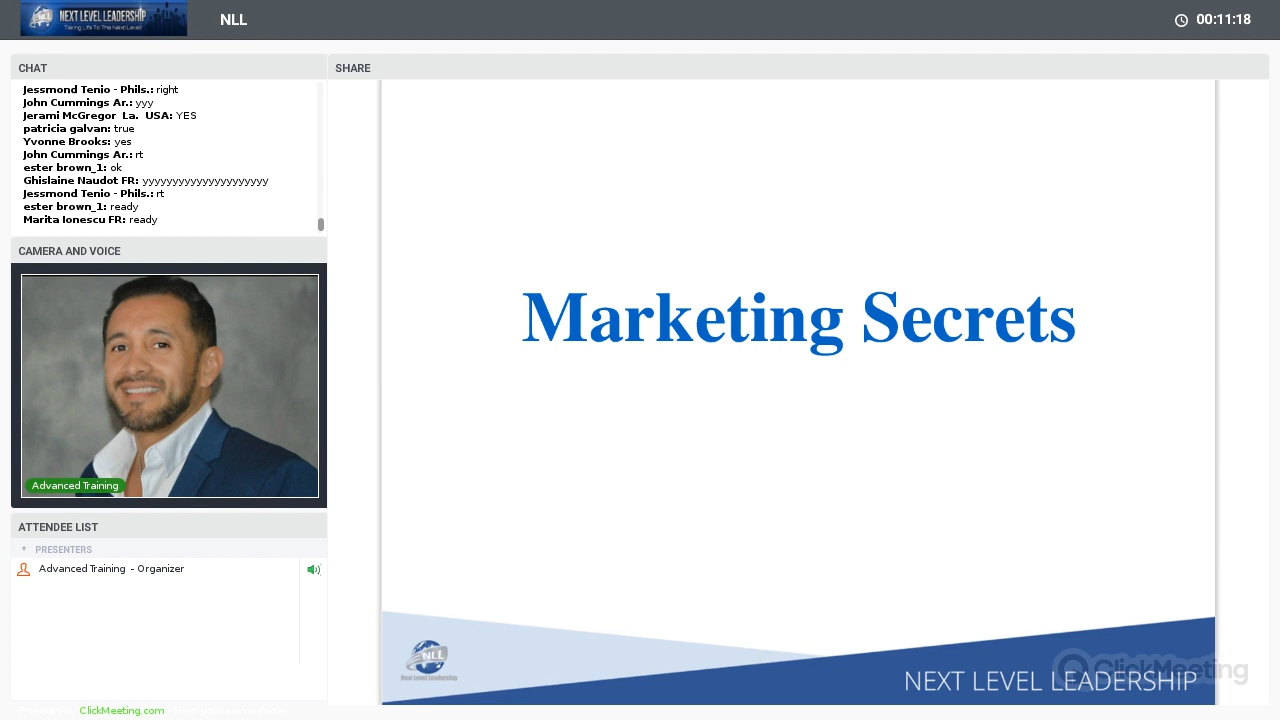 NEXT LEVEL LEADERSHIP
Taking Life To The Next Level!
NLL
00:11:18
CHAT
Jessmond Tenio - Phils.: right
John Cummings Ar.: yyy
Jerami McGregor La. USA: YES
patricia galvan: true
Yvonne Brooks: yes
John Cummings Ar.: rt
ester brown_1: ok
Ghislaine Naudot FR: yyyyyyyyyyyyyyyyyyyyy
Jessmond Tenio - Phils.: rt
ester brown_1: ready
Marita Ionescu FR: ready
CAMERA AND VOICE
Advanced Training
ATTENDEE LIST
PRESENTERS
Advanced Training - Organizer
SHARE
Marketing Secrets
NLL
Next Level Leadership
NEXT LEVEL LEADERSHIP
ClickMeeting
ClickMeeting.com